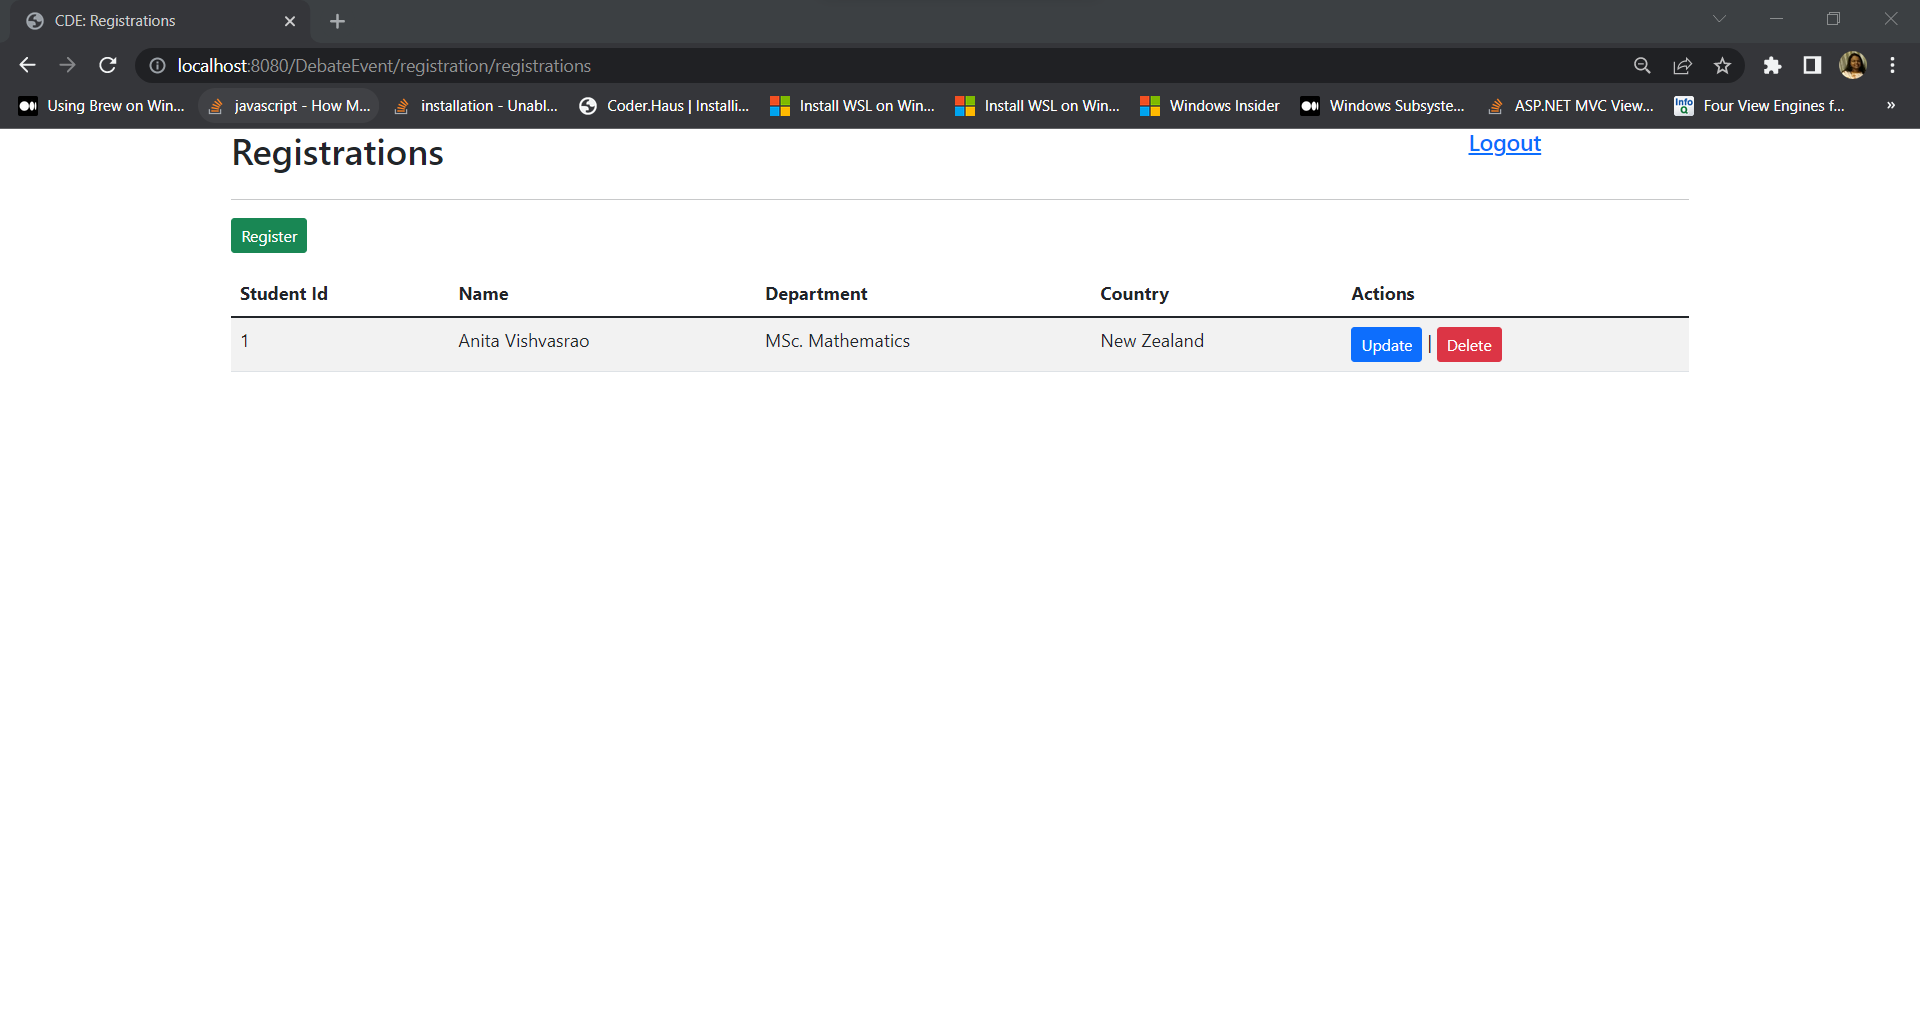 CDE: Registrations
localhost:8080/DebateEvent/registration/registrations
Using Brew on Win... javascript - How M... installation - Unabl... Coder.Haus | Installi... Install WSL on Win... Install WSL on Win... Windows Insider Windows Subsyste... ASP.NET MVC View... Info Q Four View Engines f... »
Registrations Logout
Register
Student Id Name Department Country Actions
1 Anita Vishvasrao MSc. Mathematics New Zealand Update | Delete